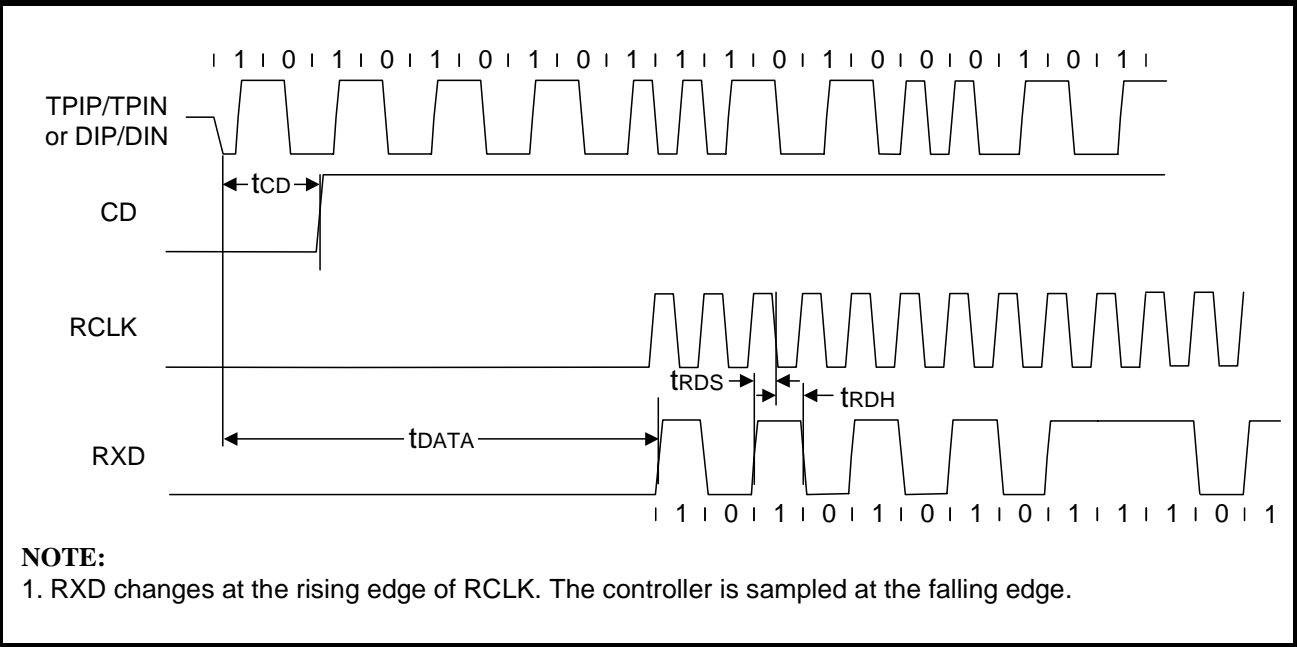 1 0 1 0 1 0 1 0 1 1 1 0 1 0 0 0 1 0 1
TPIP/TPIN
or DIP/DIN
tCD
CD
RCLK
tRDS
tRDH
tDATA
RXD
1 0 1 0 1 0 1 0 1 1 1 0 1
NOTE:
1. RXD changes at the rising edge of RCLK. The controller is sampled at the falling edge.